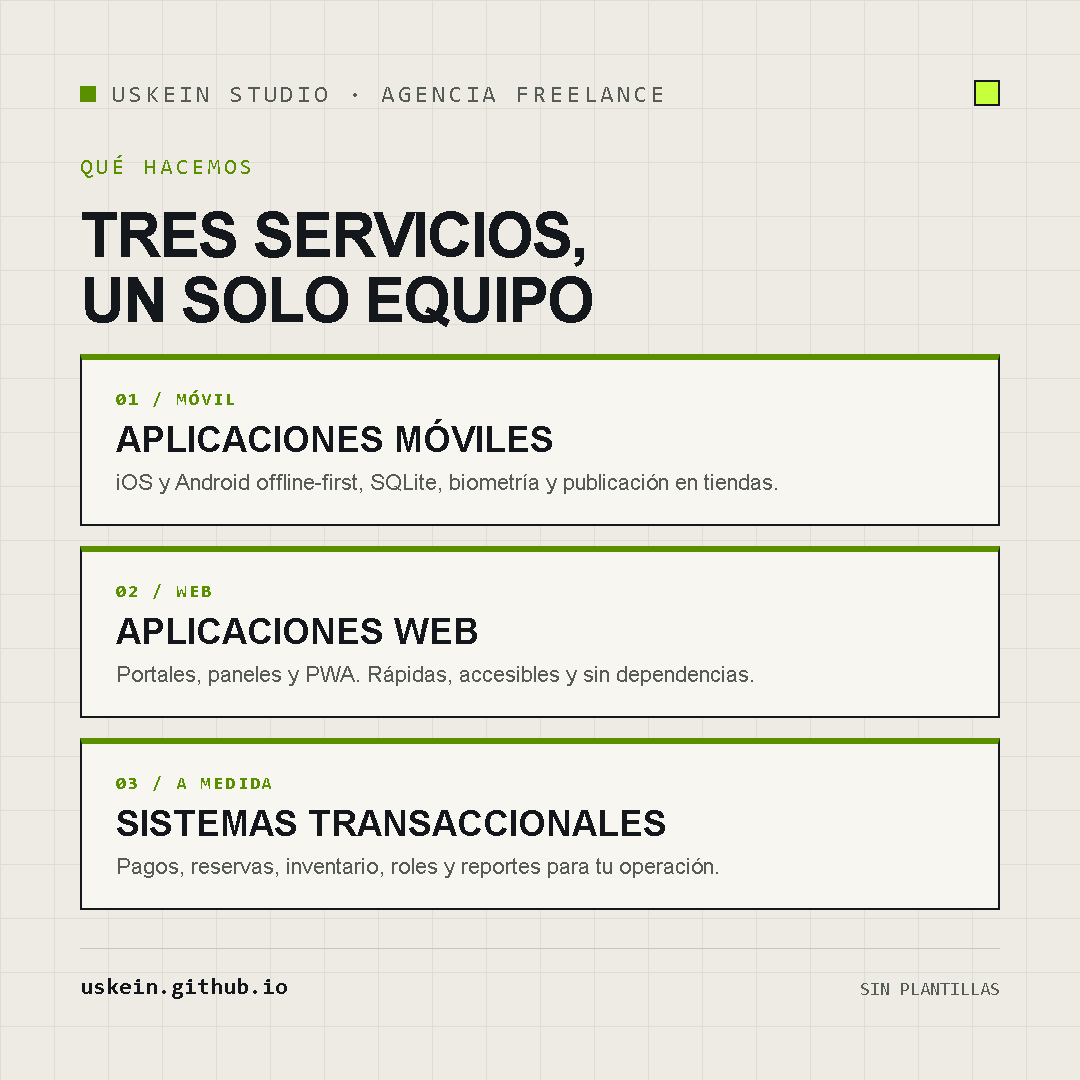 USKEIN STUDIO · AGENCIA FREELANCE
QUÉ HACEMOS
TRES SERVICIOS,
UN SOLO EQUIPO
01 / MÓVIL
APLICACIONES MÓVILES
iOS y Android offline-first, SQLite, biometría y publicación en tiendas.
02 / WEB
APLICACIONES WEB
Portales, paneles y PWA. Rápidas, accesibles y sin dependencias.
03 / A MEDIDA
SISTEMAS TRANSACCIONALES
Pagos, reservas, inventario, roles y reportes para tu operación.
uskein.github.io
SIN PLANTILLAS